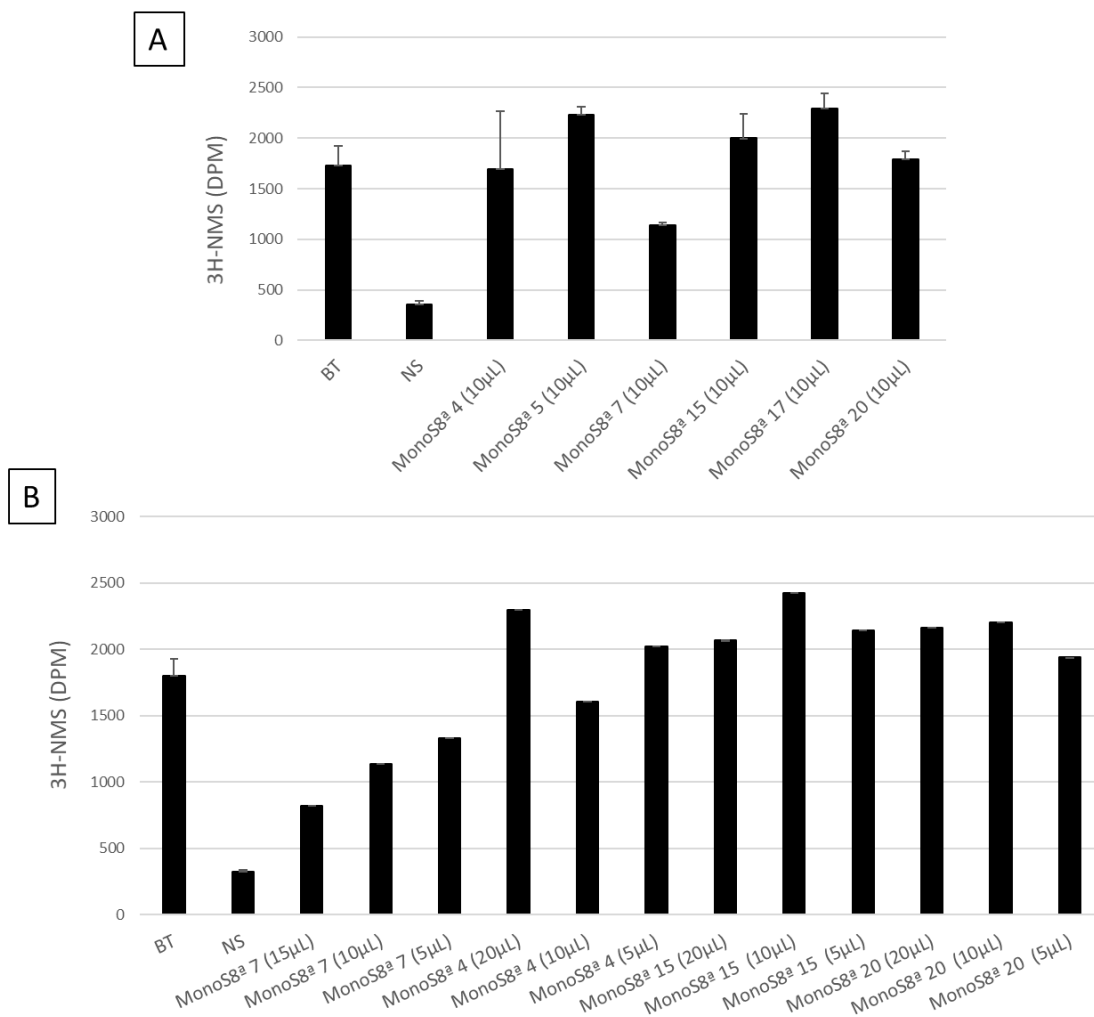 A
3H-NMS (DPM)
3000
2500
2000
1500
1000
500
0
BT
NS
MonoS8ª 4 (10µL)
MonoS8ª 5 (10µL)
MonoS8ª 7 (10µL)
MonoS8ª 15 (10µL)
MonoS8ª 17 (10µL)
MonoS8ª 20 (10µL)
B
3H-NMS (DPM)
3000
2500
2000
1500
1000
500
0
BT
NS
MonoS8ª 7 (15µL)
MonoS8ª 7 (10µL)
MonoS8ª 7 (5µL)
MonoS8ª 4 (20µL)
MonoS8ª 4 (10µL)
MonoS8ª 4 (5µL)
MonoS8ª 15 (20µL)
MonoS8ª 15 (10µL)
MonoS8ª 15 (5µL)
MonoS8ª 20 (20µL)
MonoS8ª 20 (10µL)
MonoS8ª 20 (5µL)